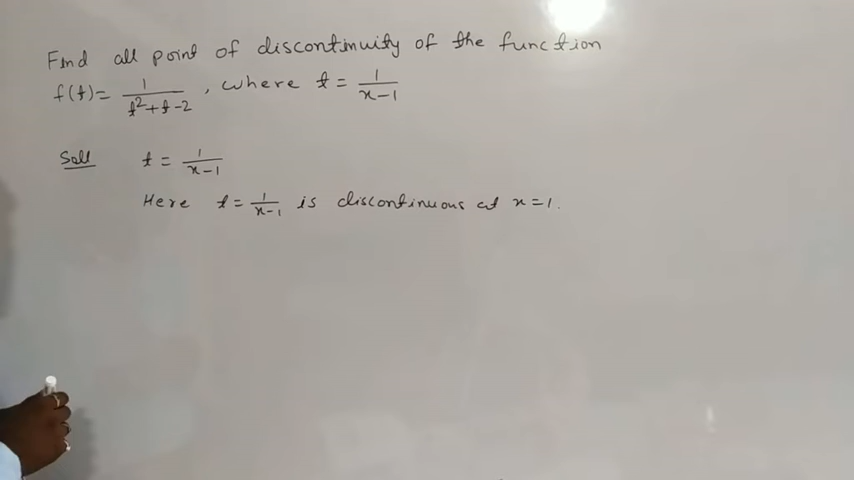 Find all point of discontinuity of the function
f(t) = 1/(t²+t-2), where t = 1/(x-1)
Soll t = 1/(x-1)
Here t = 1/(x-1) is discontinuous at x=1.